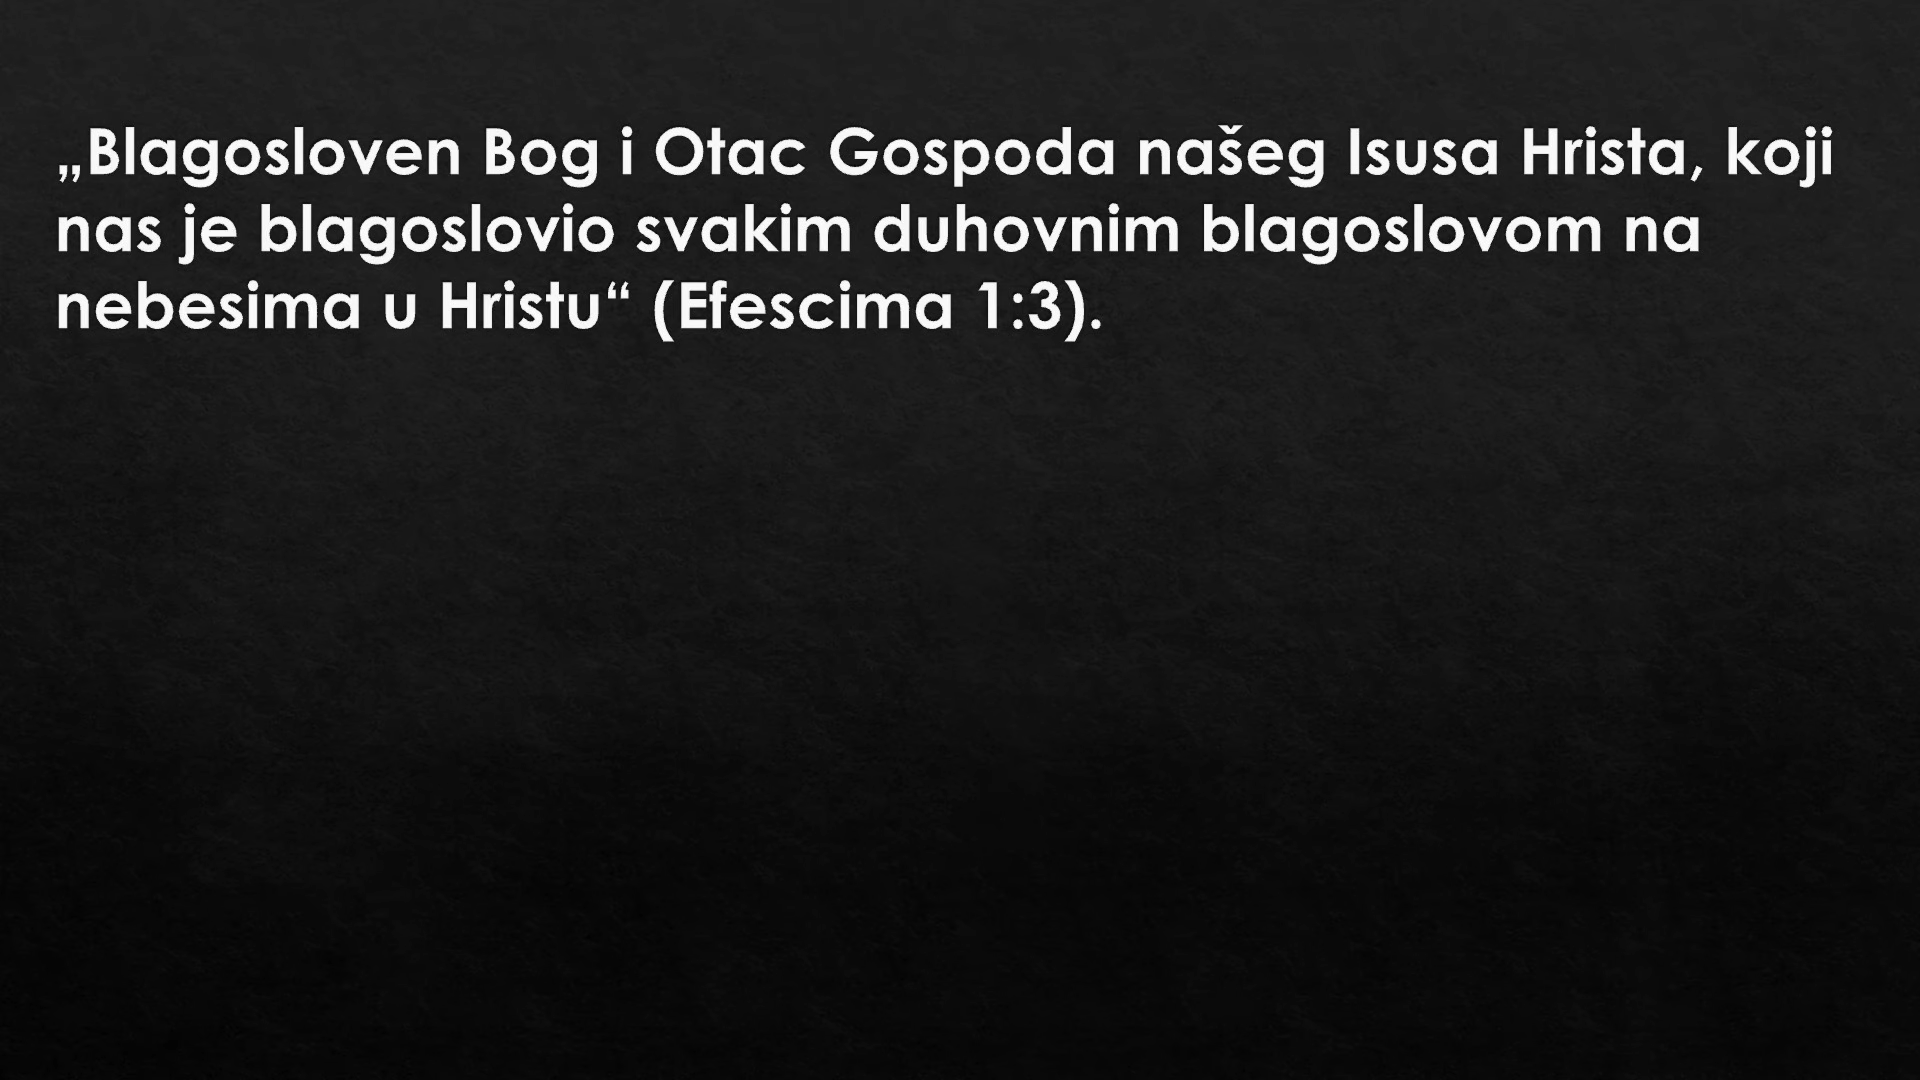 „Blagosloven Bog i Otac Gospoda našeg Isusa Hrista, koji
nas je blagoslovio svakim duhovnim blagoslovom na
nebesima u Hristu“ (Efescima 1:3).